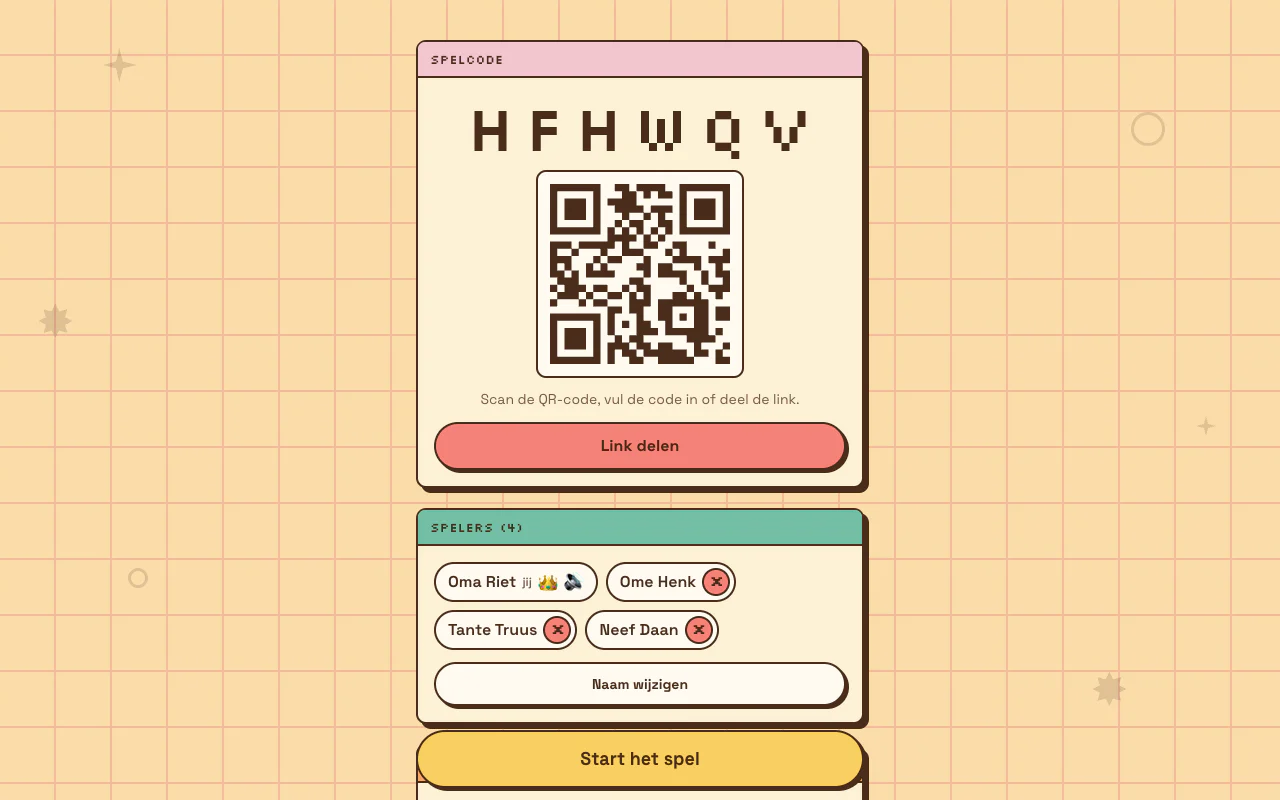 SPELCODE
HFHWQV
Scan de QR-code, vul de code in of deel de link.
Link delen
SPELERS (4)
Oma Riet jij
Ome Henk
Tante Truus
Neef Daan
Naam wijzigen
Start het spel